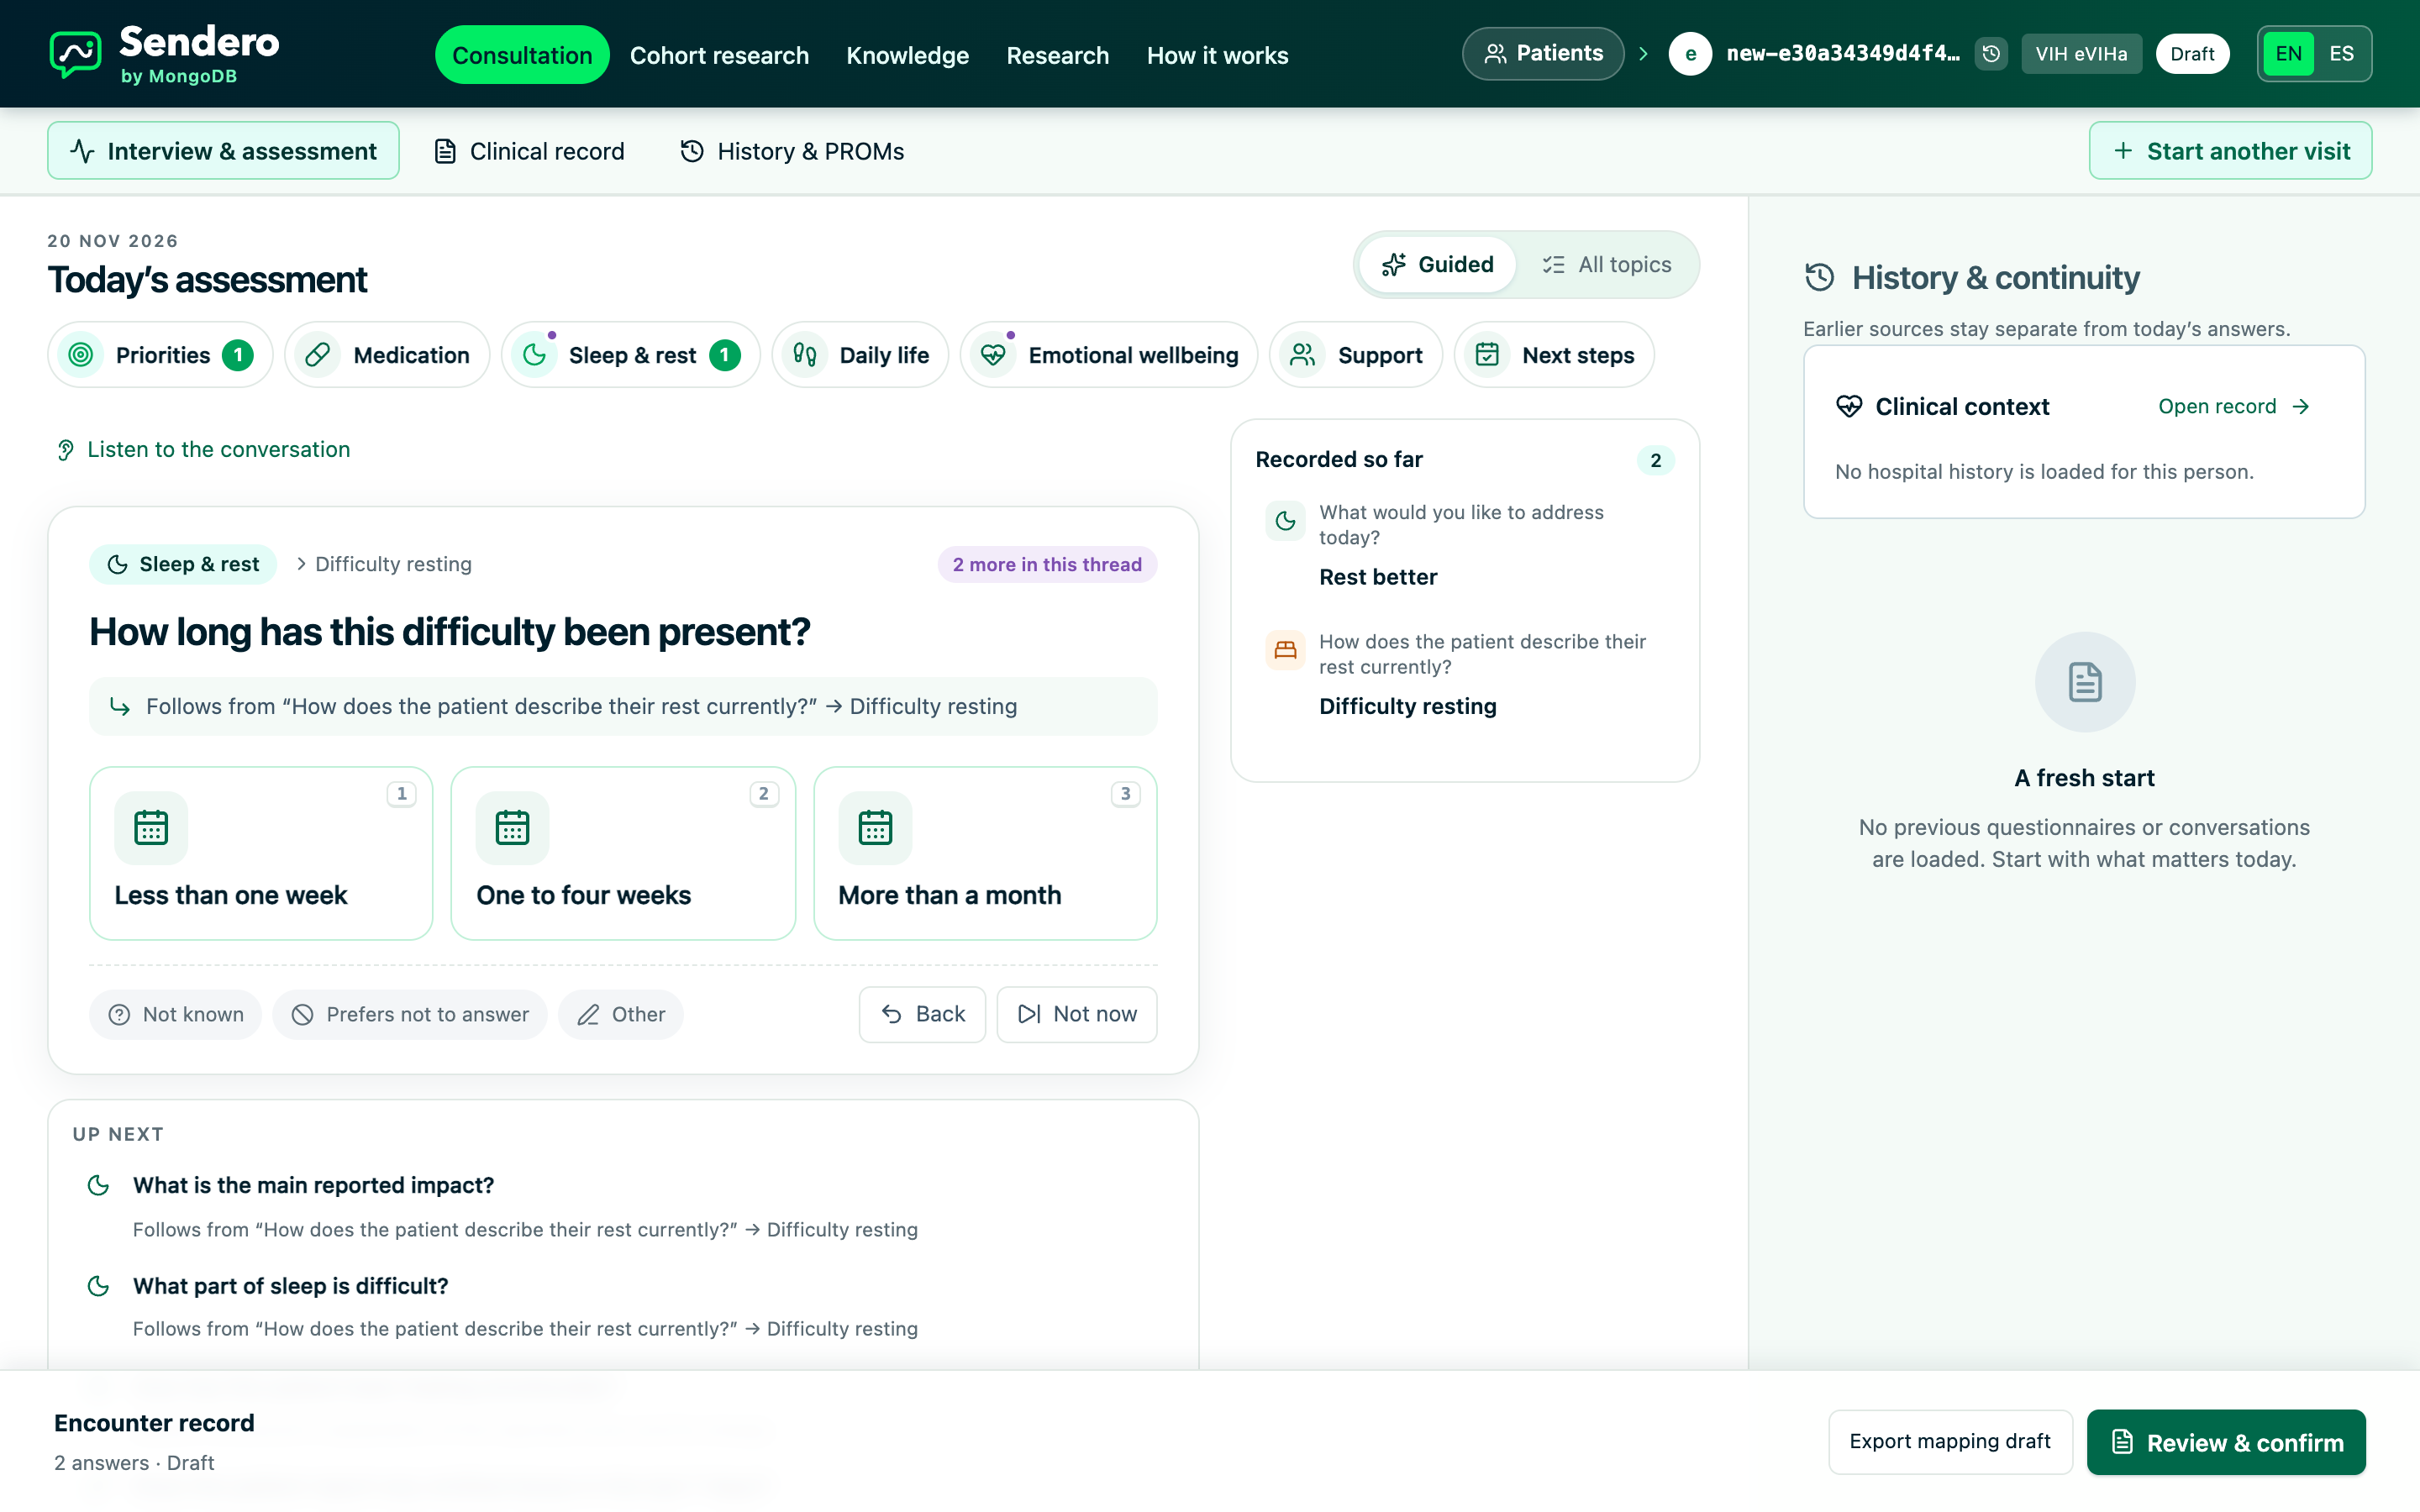 Sendero
by MongoDB
Consultation
Cohort research
Knowledge
Research
How it works
Patients
e
new-e30a34349d4f4…
VIH eVIHa
Draft
EN
ES
Interview & assessment
Clinical record
History & PROMs
Start another visit
20 NOV 2026
Today’s assessment
Guided
All topics
Priorities 1
Medication
Sleep & rest 1
Daily life
Emotional wellbeing
Support
Next steps
Listen to the conversation
Sleep & rest
Difficulty resting
2 more in this thread
How long has this difficulty been present?
Follows from “How does the patient describe their rest currently?” → Difficulty resting
1
Less than one week
2
One to four weeks
3
More than a month
Not known
Prefers not to answer
Other
Back
Not now
UP NEXT
What is the main reported impact?
Follows from “How does the patient describe their rest currently?” → Difficulty resting
What part of sleep is difficult?
Follows from “How does the patient describe their rest currently?” → Difficulty resting
Recorded so far
2
What would you like to address
today?
Rest better
How does the patient describe their
rest currently?
Difficulty resting
History & continuity
Earlier sources stay separate from today’s answers.
Clinical context
Open record →
No hospital history is loaded for this person.
A fresh start
No previous questionnaires or conversations
are loaded. Start with what matters today.
Encounter record
2 answers · Draft
Export mapping draft
Review & confirm